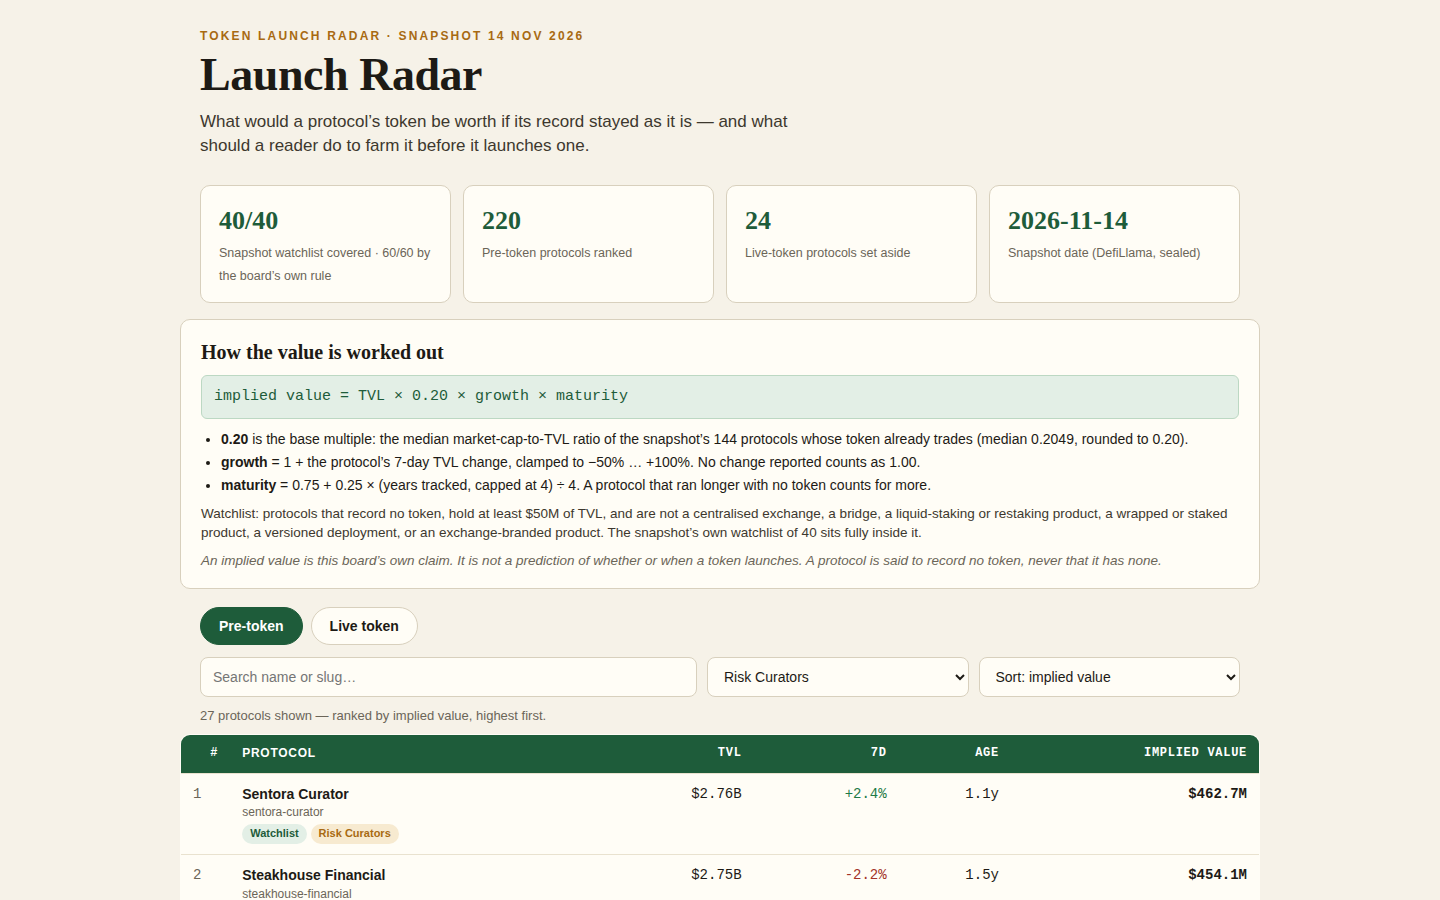 TOKEN LAUNCH RADAR · SNAPSHOT 14 NOV 2026
Launch Radar
What would a protocol’s token be worth if its record stayed as it is — and what
should a reader do to farm it before it launches one.
40/40
Snapshot watchlist covered · 60/60 by
the board’s own rule
220
Pre-token protocols ranked
24
Live-token protocols set aside
2026-11-14
Snapshot date (DefiLlama, sealed)
How the value is worked out
implied value = TVL × 0.20 × growth × maturity
• 0.20 is the base multiple: the median market-cap-to-TVL ratio of the snapshot’s 144 protocols whose token already trades (median 0.2049, rounded to 0.20).
• growth = 1 + the protocol’s 7-day TVL change, clamped to −50% … +100%. No change reported counts as 1.00.
• maturity = 0.75 + 0.25 × (years tracked, capped at 4) ÷ 4. A protocol that ran longer with no token counts for more.
Watchlist: protocols that record no token, hold at least $50M of TVL, and are not a centralised exchange, a bridge, a liquid-staking or restaking product, a wrapped or staked
product, a versioned deployment, or an exchange-branded product. The snapshot’s own watchlist of 40 sits fully inside it.
An implied value is this board’s own claim. It is not a prediction of whether or when a token launches. A protocol is said to record no token, never that it has none.
Pre-token Live token
Search name or slug… Risk Curators Sort: implied value
27 protocols shown — ranked by implied value, highest first.
# PROTOCOL TVL 7D AGE IMPLIED VALUE
1 Sentora Curator $2.76B +2.4% 1.1y $462.7M
sentora-curator
Watchlist Risk Curators
2 Steakhouse Financial $2.75B -2.2% 1.5y $454.1M
steakhouse-financial